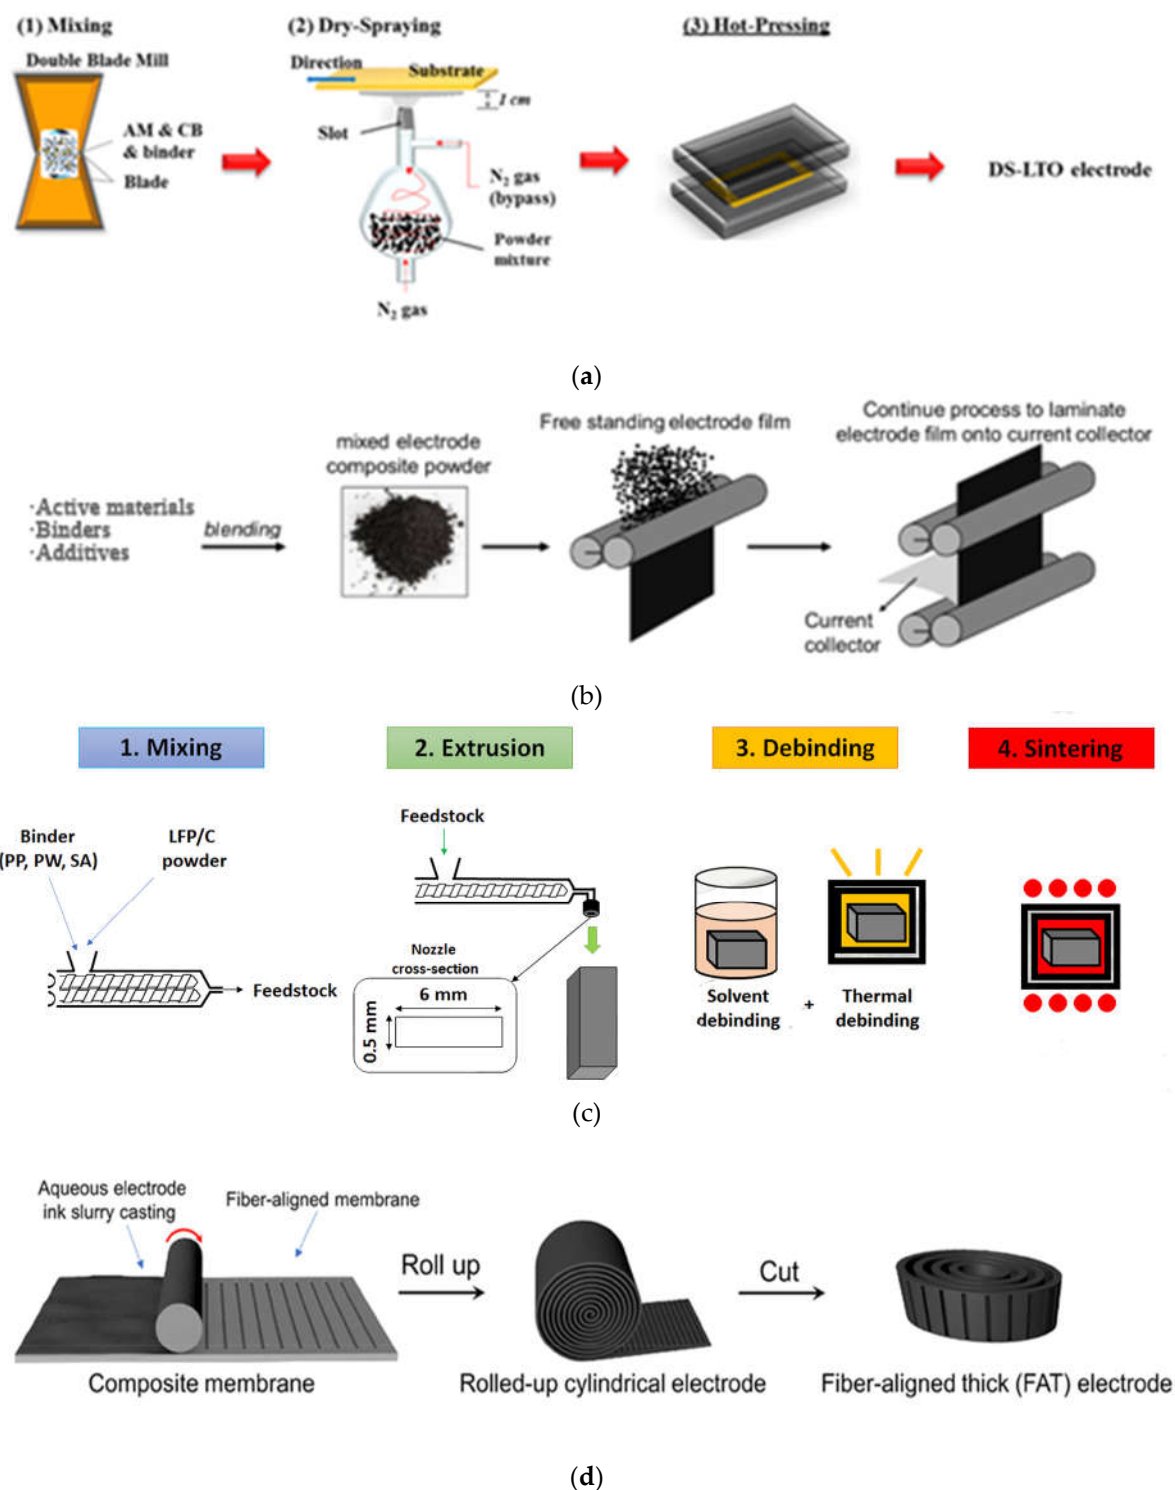 (1) Mixing
(2) Dry-Spraying
(3) Hot-Pressing
Double Blade Mill
Direction
Substrate
1 cm
AM & CB
& binder
Blade
Slot
N₂ gas
(bypass)
Powder
mixture
N₂ gas
DS-LTO electrode
(a)
·Active materials
·Binders
·Additives
blending
mixed electrode
composite powder
Free standing electrode film
Continue process to laminate
electrode film onto current collector
Current
collector
(b)
1. Mixing
2. Extrusion
3. Debinding
4. Sintering
Binder
(PP, PW, SA)
LFP/C
powder
Feedstock
Feedstock
Nozzle
cross-section
6 mm
0.5 mm
Solvent
debinding
+
Thermal
debinding
(c)
Aqueous electrode
ink slurry casting
Fiber-aligned membrane
Composite membrane
Roll up
Rolled-up cylindrical electrode
Cut
Fiber-aligned thick (FAT) electrode
(d)